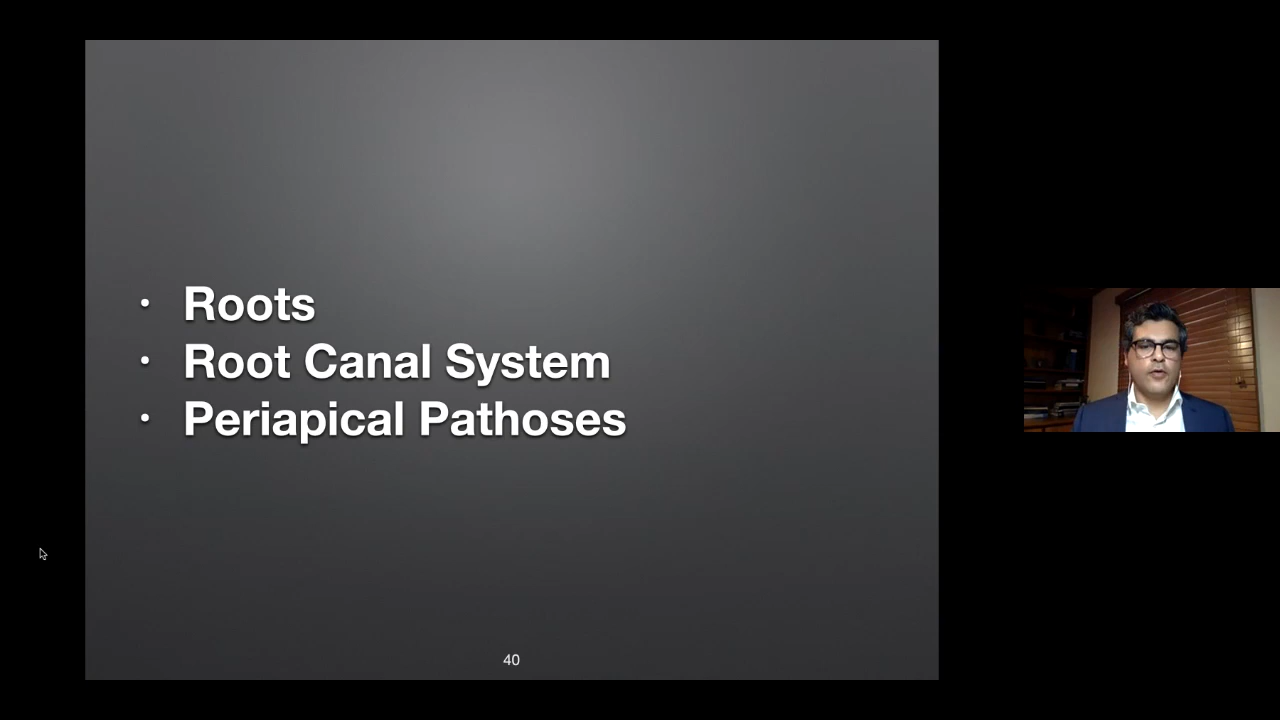 • Roots
• Root Canal System
• Periapical Pathoses
40